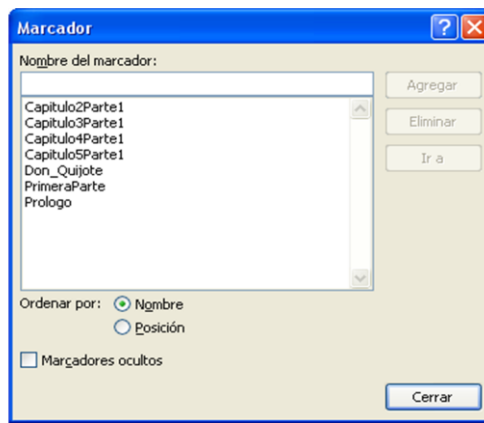 Marcador
Nombre del marcador:
Agregar
Capitulo2Parte1
Capitulo3Parte1
Capitulo4Parte1
Capitulo5Parte1
Don_Quijote
PrimeraParte
Prologo
Eliminar
Ir a
Ordenar por: Nombre
Posición
Marcadores ocultos
Cerrar